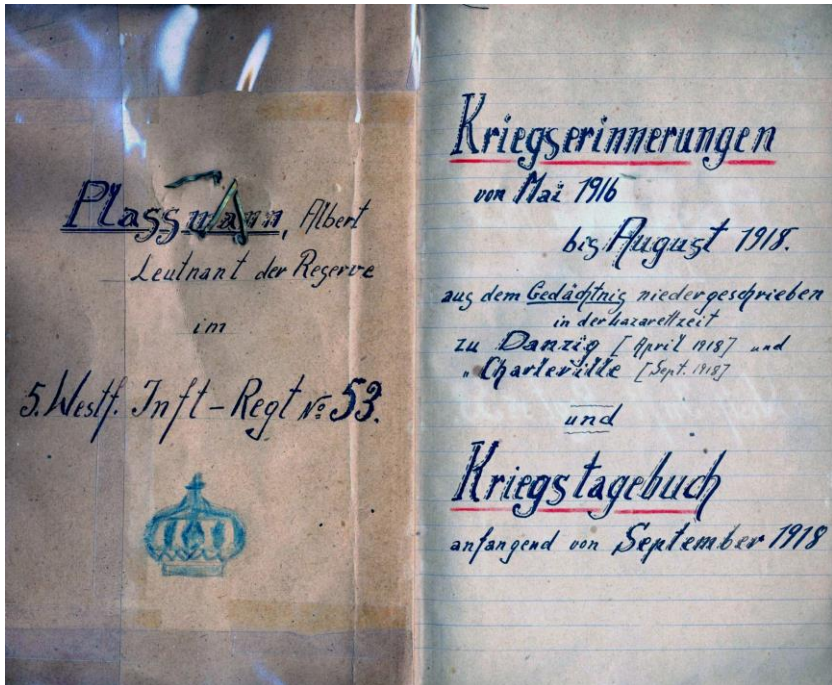 Plassmann, Albert
Leutnant der Reserve
im
5. Westf. Inft-Regt No 53.
Kriegserinnerungen
von Mai 1916
bis August 1918.
aus dem Gedächtnis niedergeschrieben
in der Lazarettzeit
zu Danzig [April 1918] und
" Charleville [Sept. 1918]
und
Kriegstagebuch
anfangend von September 1918